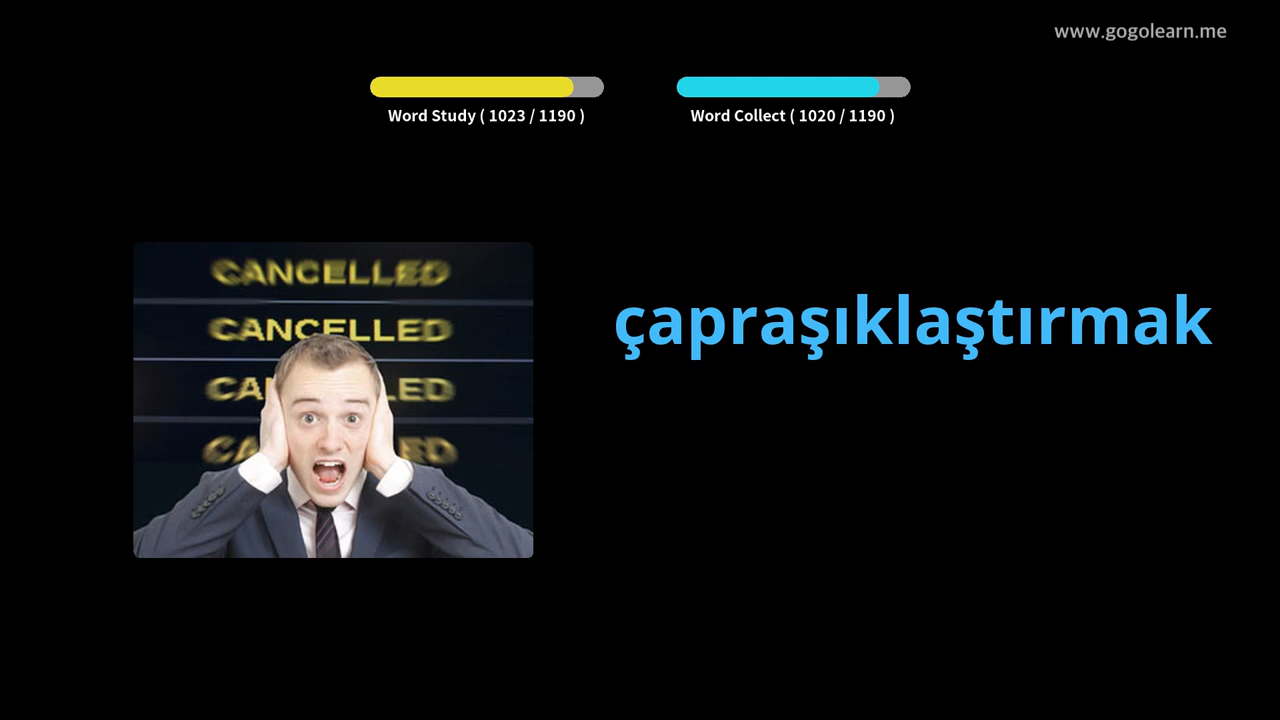 www.gogolearn.me
Word Study ( 1023 / 1190 )
Word Collect ( 1020 / 1190 )
CANCELLED
CANCELLED
çapraşıklaştırmak